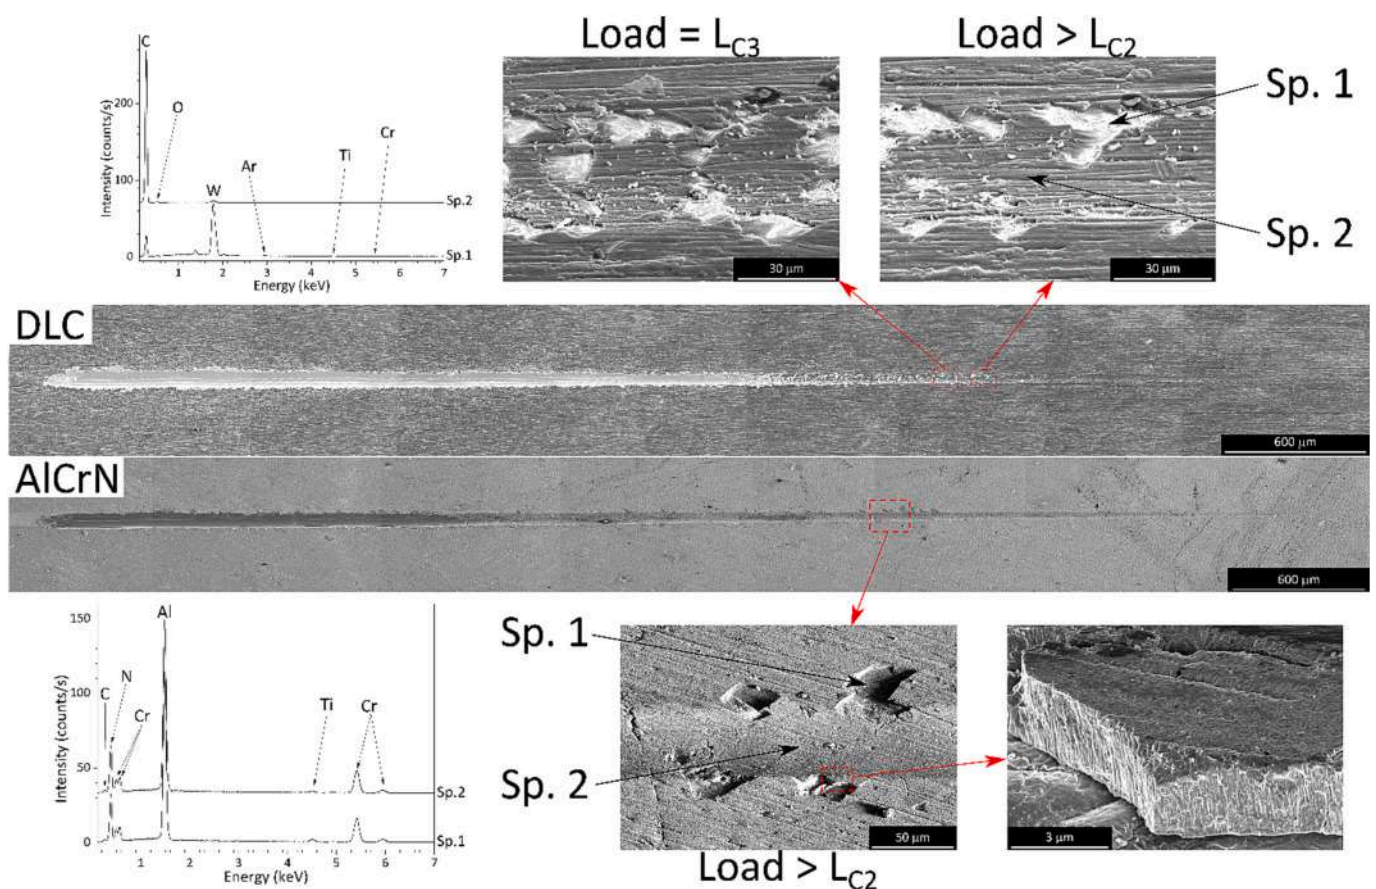 Load = LC3
Load > LC2
C
O
W
Ar
Ti
Cr
Intensity (counts/s)
200
100
0
Sp.2
Sp.1
1
2
3
4
5
6
7
Energy (keV)
30 µm
30 µm
Sp. 1
Sp. 2
DLC
600 µm
AlCrN
600 µm
Intensity (counts/s)
150
100
50
0
C
N
Cr
Al
Ti
Cr
Sp.2
Sp.1
1
2
3
4
5
6
7
Energy (keV)
Sp. 1
Sp. 2
50 µm
Load > LC2
3 µm